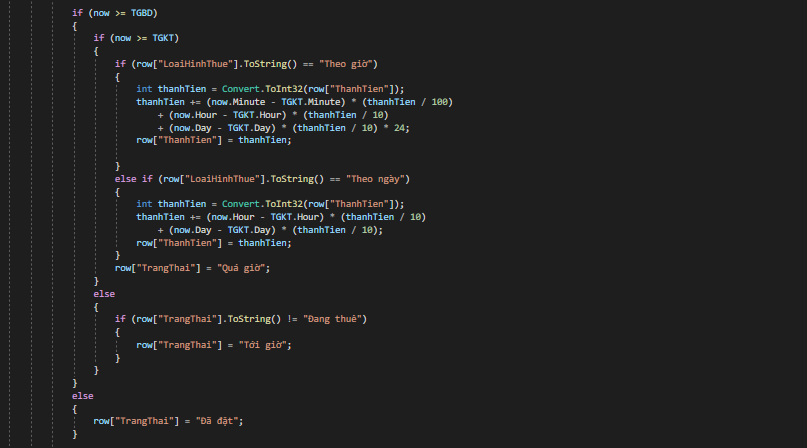 if (now >= TGBD)
{
if (now >= TGKT)
{
if (row["LoaiHinhThue"].ToString() == "Theo giờ")
{
int thanhTien = Convert.ToInt32(row["ThanhTien"]);
thanhTien += (now.Minute - TGKT.Minute) * (thanhTien / 100)
+ (now.Hour - TGKT.Hour) * (thanhTien / 10)
+ (now.Day - TGKT.Day) * (thanhTien / 10) * 24;
row["ThanhTien"] = thanhTien;
}
else if (row["LoaiHinhThue"].ToString() == "Theo ngày")
{
int thanhTien = Convert.ToInt32(row["ThanhTien"]);
thanhTien += (now.Hour - TGKT.Hour) * (thanhTien / 10)
+ (now.Day - TGKT.Day) * (thanhTien / 10);
row["ThanhTien"] = thanhTien;
}
row["TrangThai"] = "Quá giờ";
}
else
{
if (row["TrangThai"].ToString() != "Đang thuê")
{
row["TrangThai"] = "Tới giờ";
}
}
}
else
{
row["TrangThai"] = "Đã đặt";
}